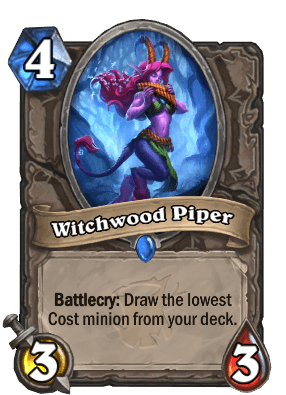 4
Witchwood Piper
Battlecry: Draw the lowest
Cost minion from your deck.
3
3